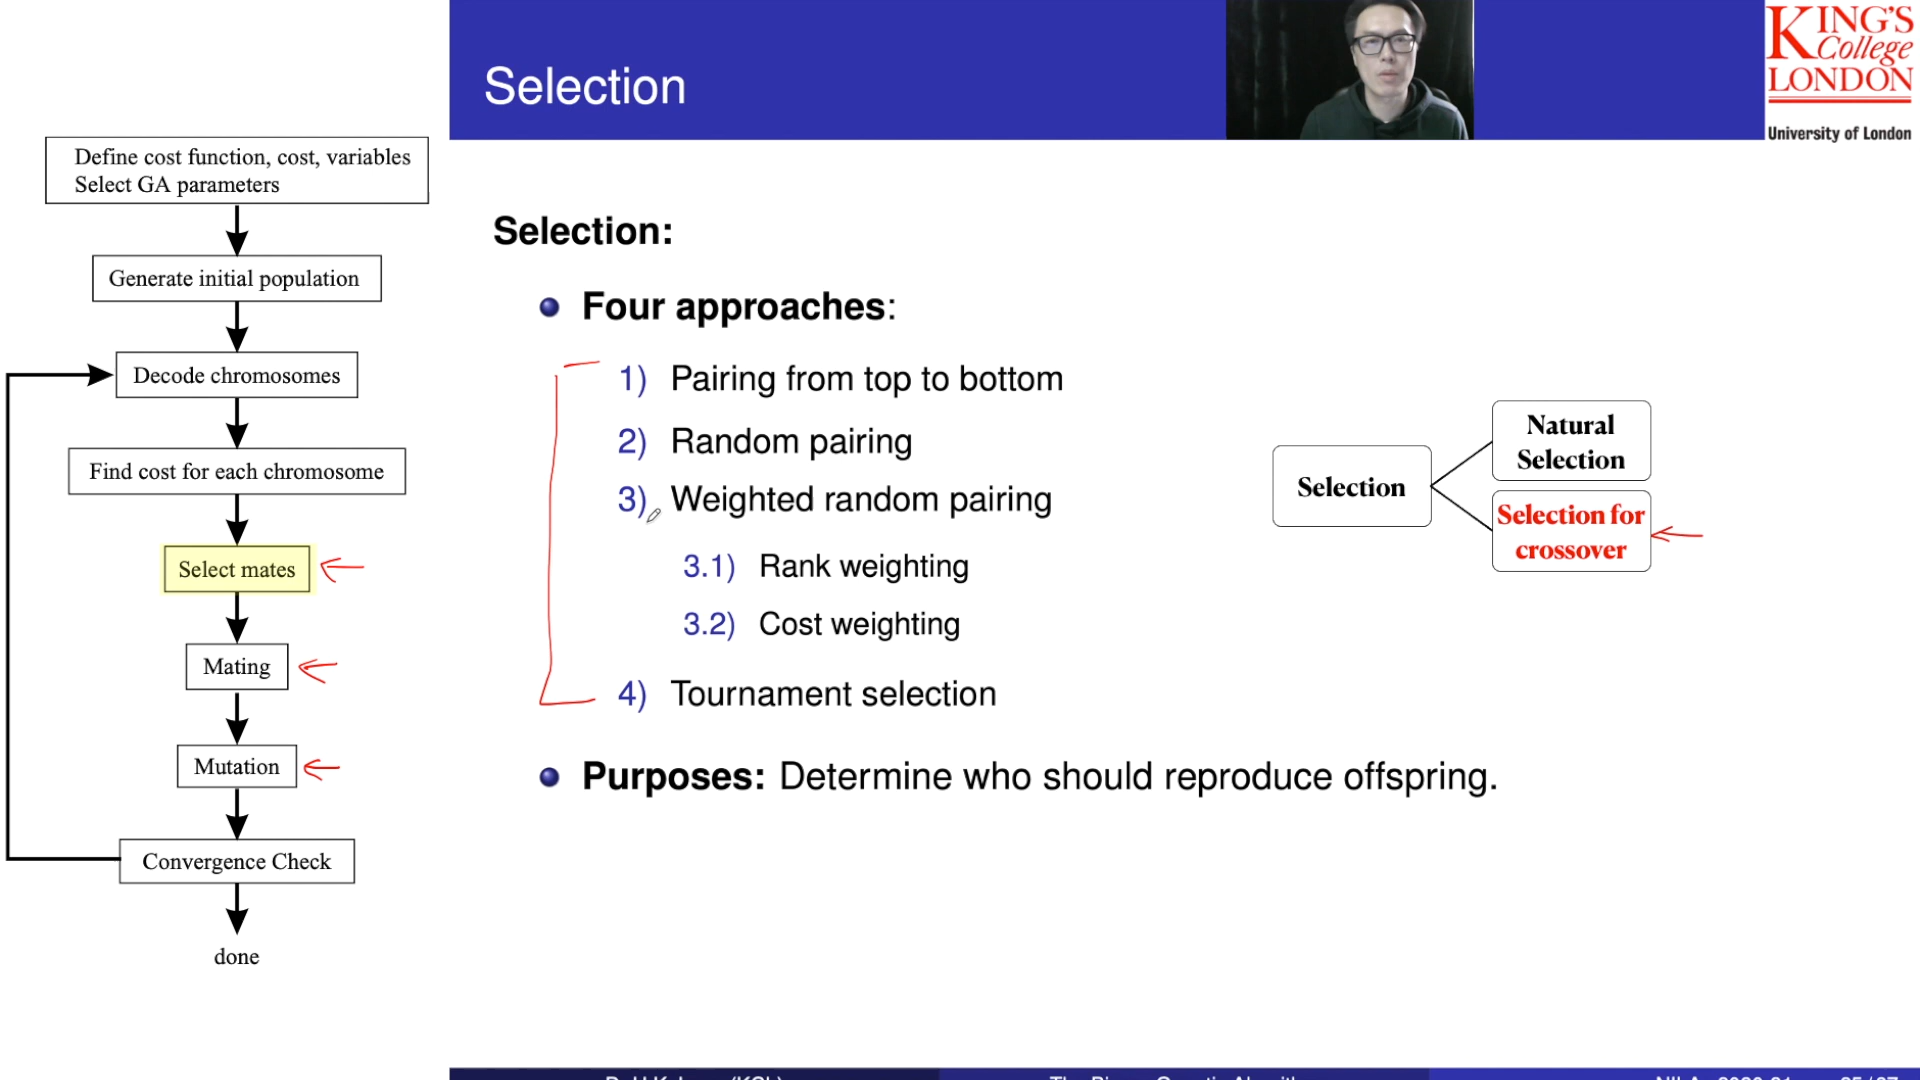 Selection
KING'S
College
LONDON
University of London
Define cost function, cost, variables
Select GA parameters
Generate initial population
Decode chromosomes
Find cost for each chromosome
Select mates
Mating
Mutation
Convergence Check
done
Selection:
Four approaches:
1) Pairing from top to bottom
2) Random pairing
3) Weighted random pairing
3.1) Rank weighting
3.2) Cost weighting
4) Tournament selection
Purposes: Determine who should reproduce offspring.
Selection
Natural
Selection
Selection for
crossover